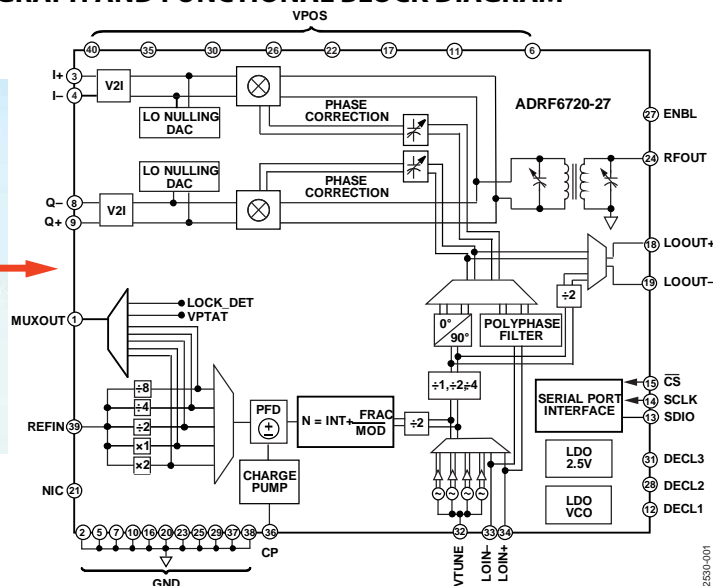 GRAPH AND FUNCTIONAL BLOCK DIAGRAM
VPOS
40 35 30 26 22 17 11 6
I+ 3
I– 4
V2I
LO NULLING
DAC
PHASE
CORRECTION
ADRF6720-27
27 ENBL
24 RFOUT
LO NULLING
DAC
PHASE
CORRECTION
Q– 8
Q+ 9
V2I
18 LOOUT+
19 LOOUT–
÷2
LOCK_DET
VPTAT
MUXOUT 1
0°
90°
POLYPHASE
FILTER
÷1,÷2,÷4
÷8
÷4
÷2
×1
×2
REFIN 39
PFD
±
N = INT+ FRAC
MOD
÷2
CHARGE
PUMP
SERIAL PORT
INTERFACE
15 CS
14 SCLK
13 SDIO
LDO
2.5V
31 DECL3
28 DECL2
LDO
VCO
12 DECL1
NIC 21
2 5 7 10 16 20 23 25 29 37 38 36 32 33 34
GND
CP
VTUNE
LOIN–
LOIN+
2530-001